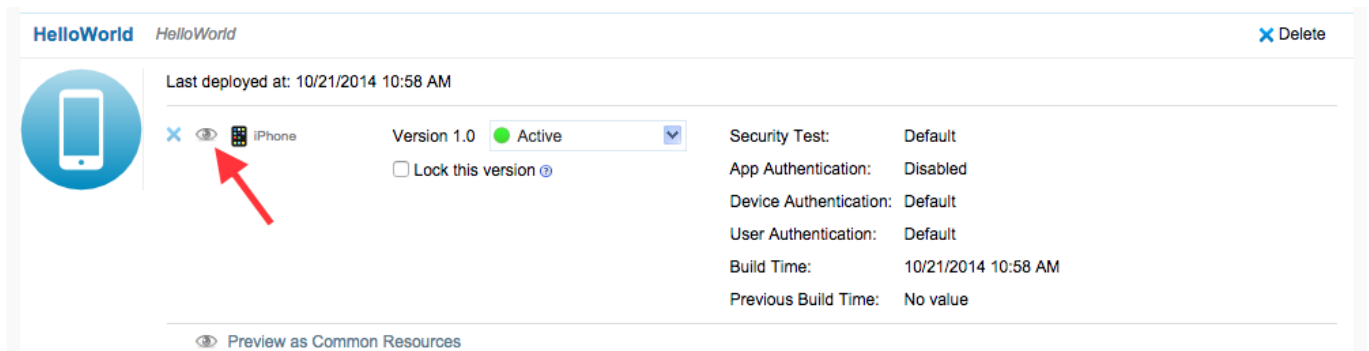 HelloWorld HelloWorld Delete
Last deployed at: 10/21/2014 10:58 AM
iPhone Version 1.0 Active Security Test: Default
Lock this version ? App Authentication: Disabled
Device Authentication: Default
User Authentication: Default
Build Time: 10/21/2014 10:58 AM
Previous Build Time: No value
Preview as Common Resources